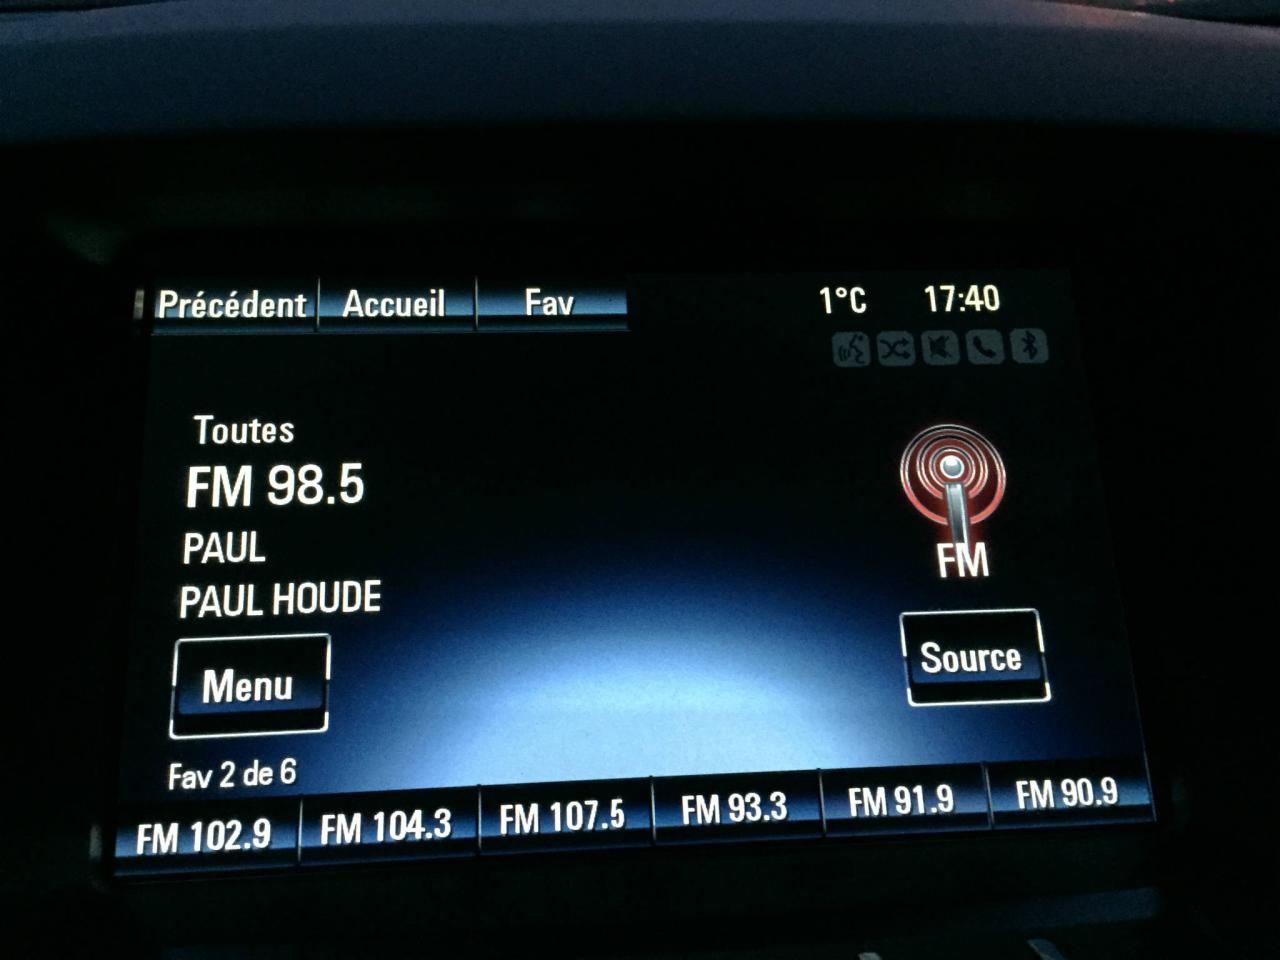 Précédent Accueil Fav 1°C 17:40
Toutes
FM 98.5
PAUL
PAUL HOUDE
FM
Menu
Source
Fav 2 de 6
FM 102.9 FM 104.3 FM 107.5 FM 93.3 FM 91.9 FM 90.9